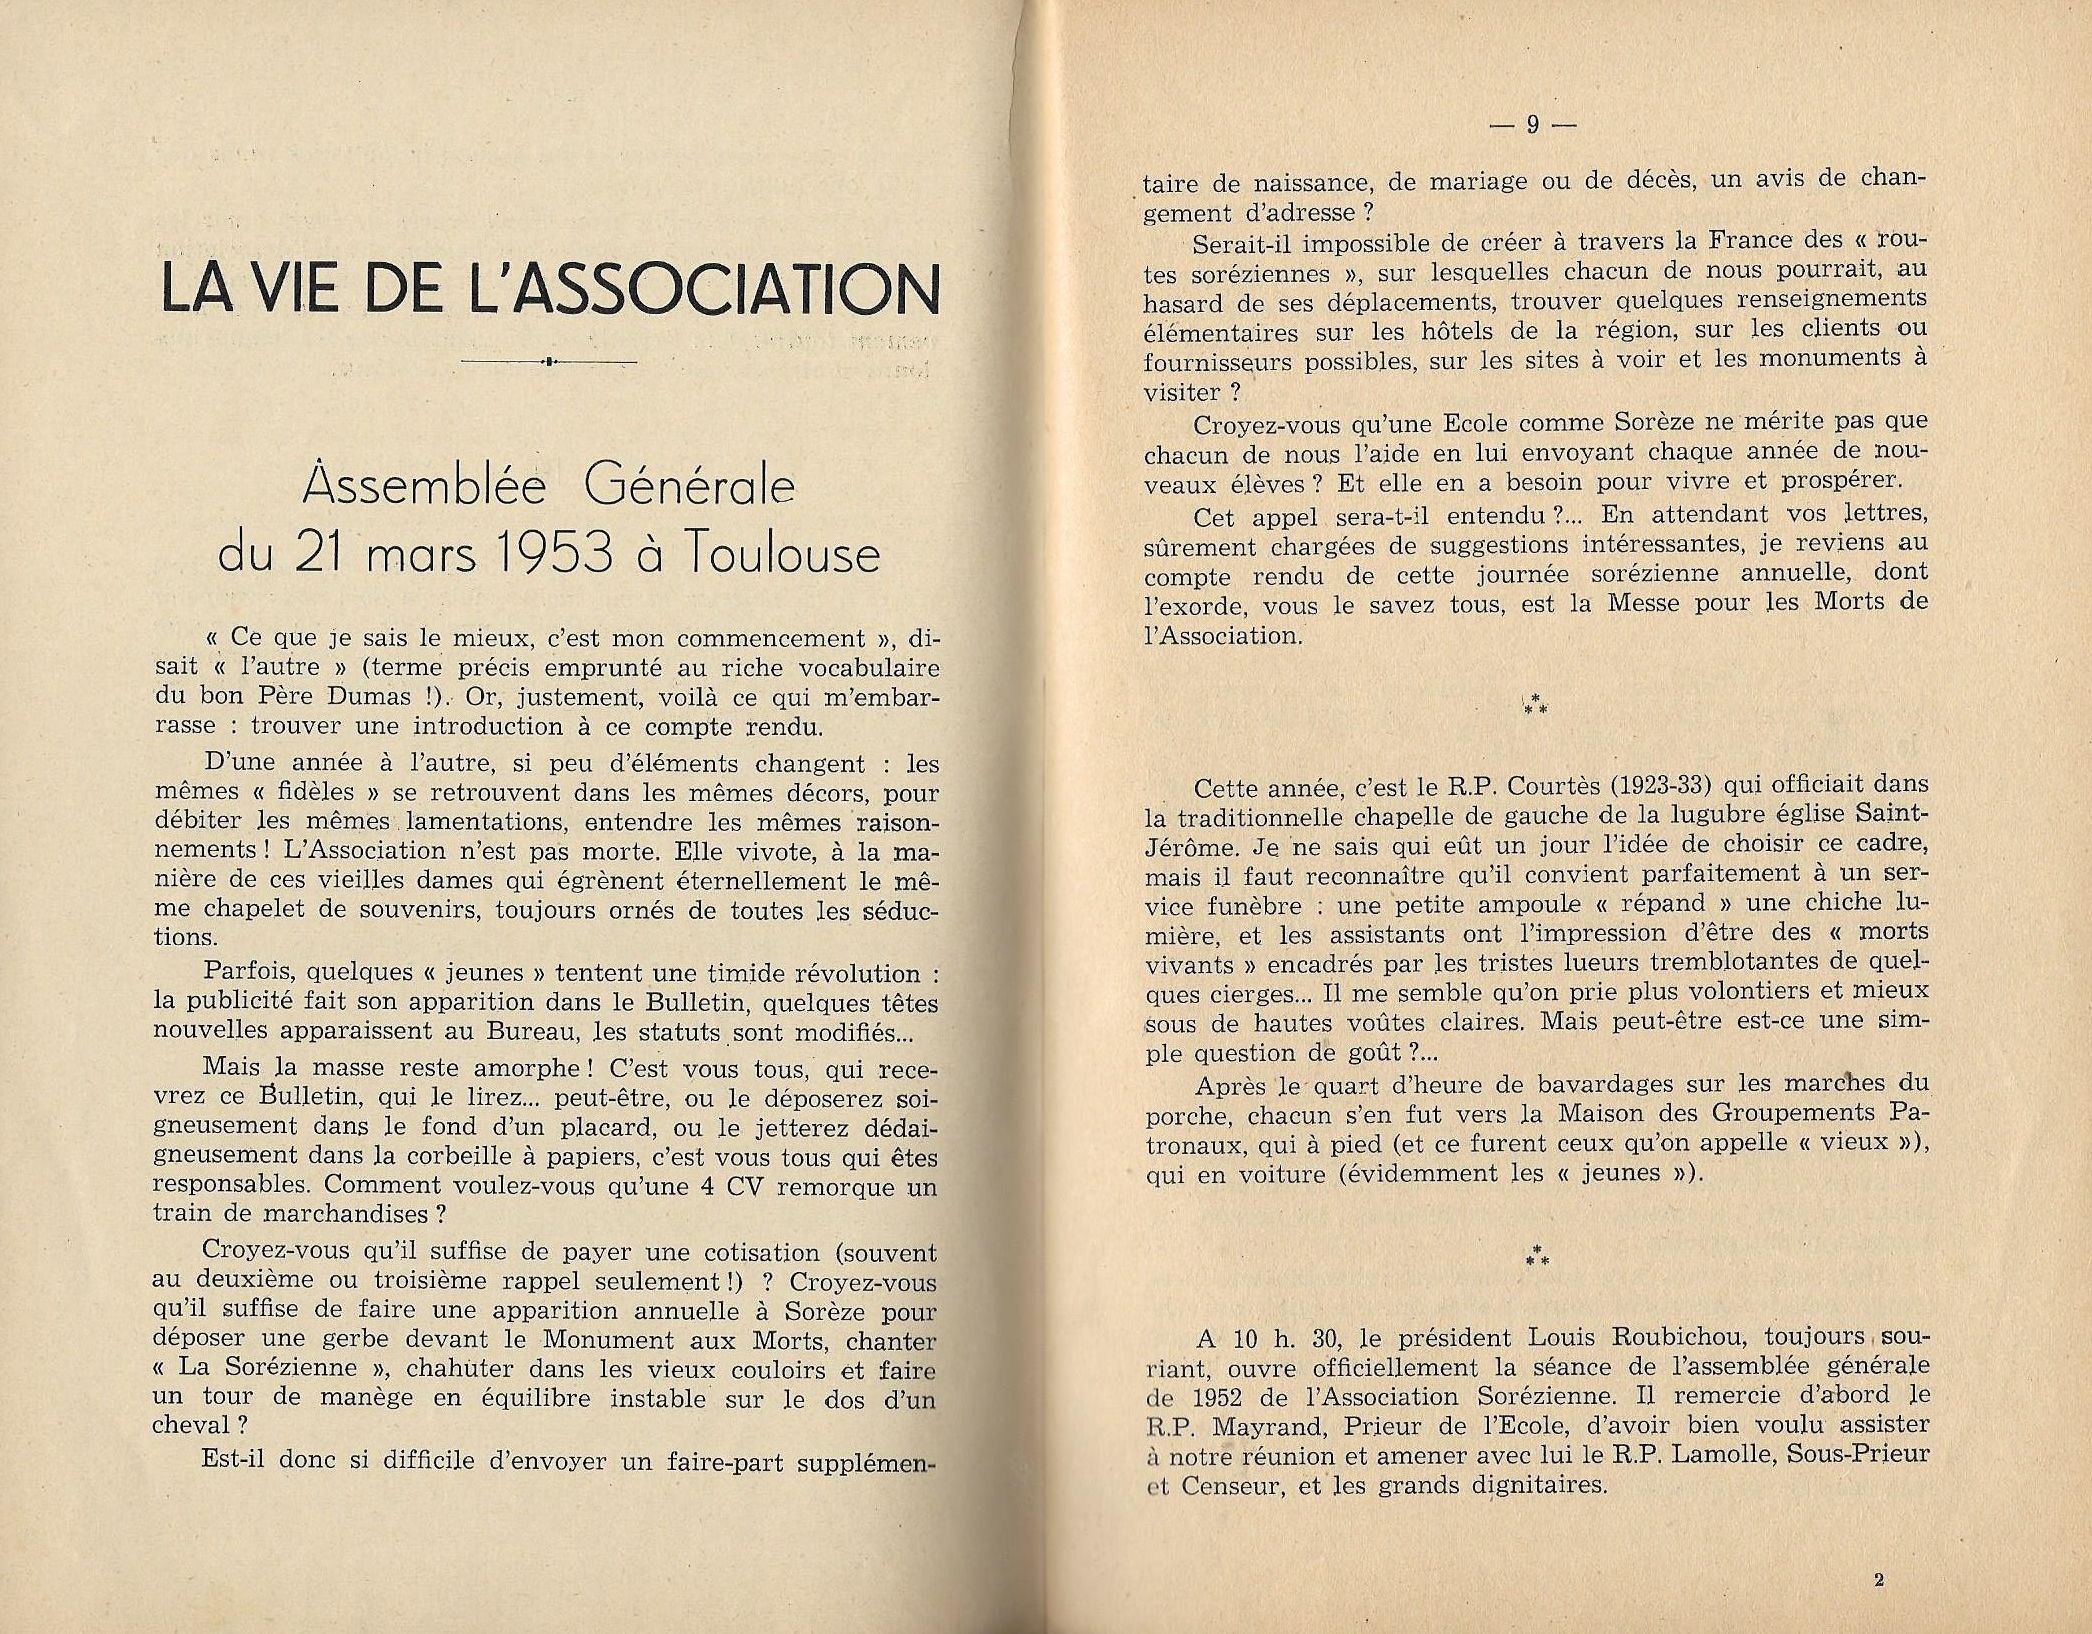 LA VIE DE L'ASSOCIATION
Assemblée Générale
du 21 mars 1953 à Toulouse
« Ce que je sais le mieux, c'est mon commencement », di-
sait « l'autre » (terme précis emprunté au riche vocabulaire
du bon Père Dumas !). Or, justement, voilà ce qui m'embar-
rasse : trouver une introduction à ce compte rendu.
D'une année à l'autre, si peu d'éléments changent : les
mêmes « fidèles » se retrouvent dans les mêmes décors, pour
débiter les mêmes lamentations, entendre les mêmes raison-
nements ! L'Association n'est pas morte. Elle vivote, à la ma-
nière de ces vieilles dames qui égrènent éternellement le mê-
me chapelet de souvenirs, toujours ornés de toutes les séduc-
tions.
Parfois, quelques « jeunes » tentent une timide révolution :
la publicité fait son apparition dans le Bulletin, quelques têtes
nouvelles apparaissent au Bureau, les statuts sont modifiés...
Mais la masse reste amorphe ! C'est vous tous, qui rece-
vrez ce Bulletin, qui le lirez... peut-être, ou le déposerez soi-
gneusement dans le fond d'un placard, ou le jetterez dédai-
gneusement dans la corbeille à papiers, c'est vous tous qui êtes
responsables. Comment voulez-vous qu'une 4 CV remorque un
train de marchandises ?
Croyez-vous qu'il suffise de payer une cotisation (souvent
au deuxième ou troisième rappel seulement !) ? Croyez-vous
qu'il suffise de faire une apparition annuelle à Sorèze pour
déposer une gerbe devant le Monument aux Morts, chanter
« La Sorézienne », chahuter dans les vieux couloirs et faire
un tour de manège en équilibre instable sur le dos d'un
cheval ?
Est-il donc si difficile d'envoyer un faire-part supplémen-
— 9 —
taire de naissance, de mariage ou de décès, un avis de chan-
gement d'adresse ?
Serait-il impossible de créer à travers la France des « rou-
tes soréziennes », sur lesquelles chacun de nous pourrait, au
hasard de ses déplacements, trouver quelques renseignements
élémentaires sur les hôtels de la région, sur les clients ou
fournisseurs possibles, sur les sites à voir et les monuments à
visiter ?
Croyez-vous qu'une Ecole comme Sorèze ne mérite pas que
chacun de nous l'aide en lui envoyant chaque année de nou-
veaux élèves ? Et elle en a besoin pour vivre et prospérer.
Cet appel sera-t-il entendu ?... En attendant vos lettres,
sûrement chargées de suggestions intéressantes, je reviens au
compte rendu de cette journée sorézienne annuelle, dont
l'exorde, vous le savez tous, est la Messe pour les Morts de
l'Association.
⁂
Cette année, c'est le R.P. Courtès (1923-33) qui officiait dans
la traditionnelle chapelle de gauche de la lugubre église Saint-
Jérôme. Je ne sais qui eût un jour l'idée de choisir ce cadre,
mais il faut reconnaître qu'il convient parfaitement à un ser-
vice funèbre : une petite ampoule « répand » une chiche lu-
mière, et les assistants ont l'impression d'être des « morts
vivants » encadrés par les tristes lueurs tremblotantes de quel-
ques cierges... Il me semble qu'on prie plus volontiers et mieux
sous de hautes voûtes claires. Mais peut-être est-ce une sim-
ple question de goût ?...
Après le quart d'heure de bavardages sur les marches du
porche, chacun s'en fut vers la Maison des Groupements Pa-
tronaux, qui à pied (et ce furent ceux qu'on appelle « vieux »),
qui en voiture (évidemment les « jeunes »).
⁂
A 10 h. 30, le président Louis Roubichou, toujours sou-
riant, ouvre officiellement la séance de l'assemblée générale
de 1952 de l'Association Sorézienne. Il remercie d'abord le
R.P. Mayrand, Prieur de l'Ecole, d'avoir bien voulu assister
à notre réunion et amener avec lui le R.P. Lamolle, Sous-Prieur
et Censeur, et les grands dignitaires.
2